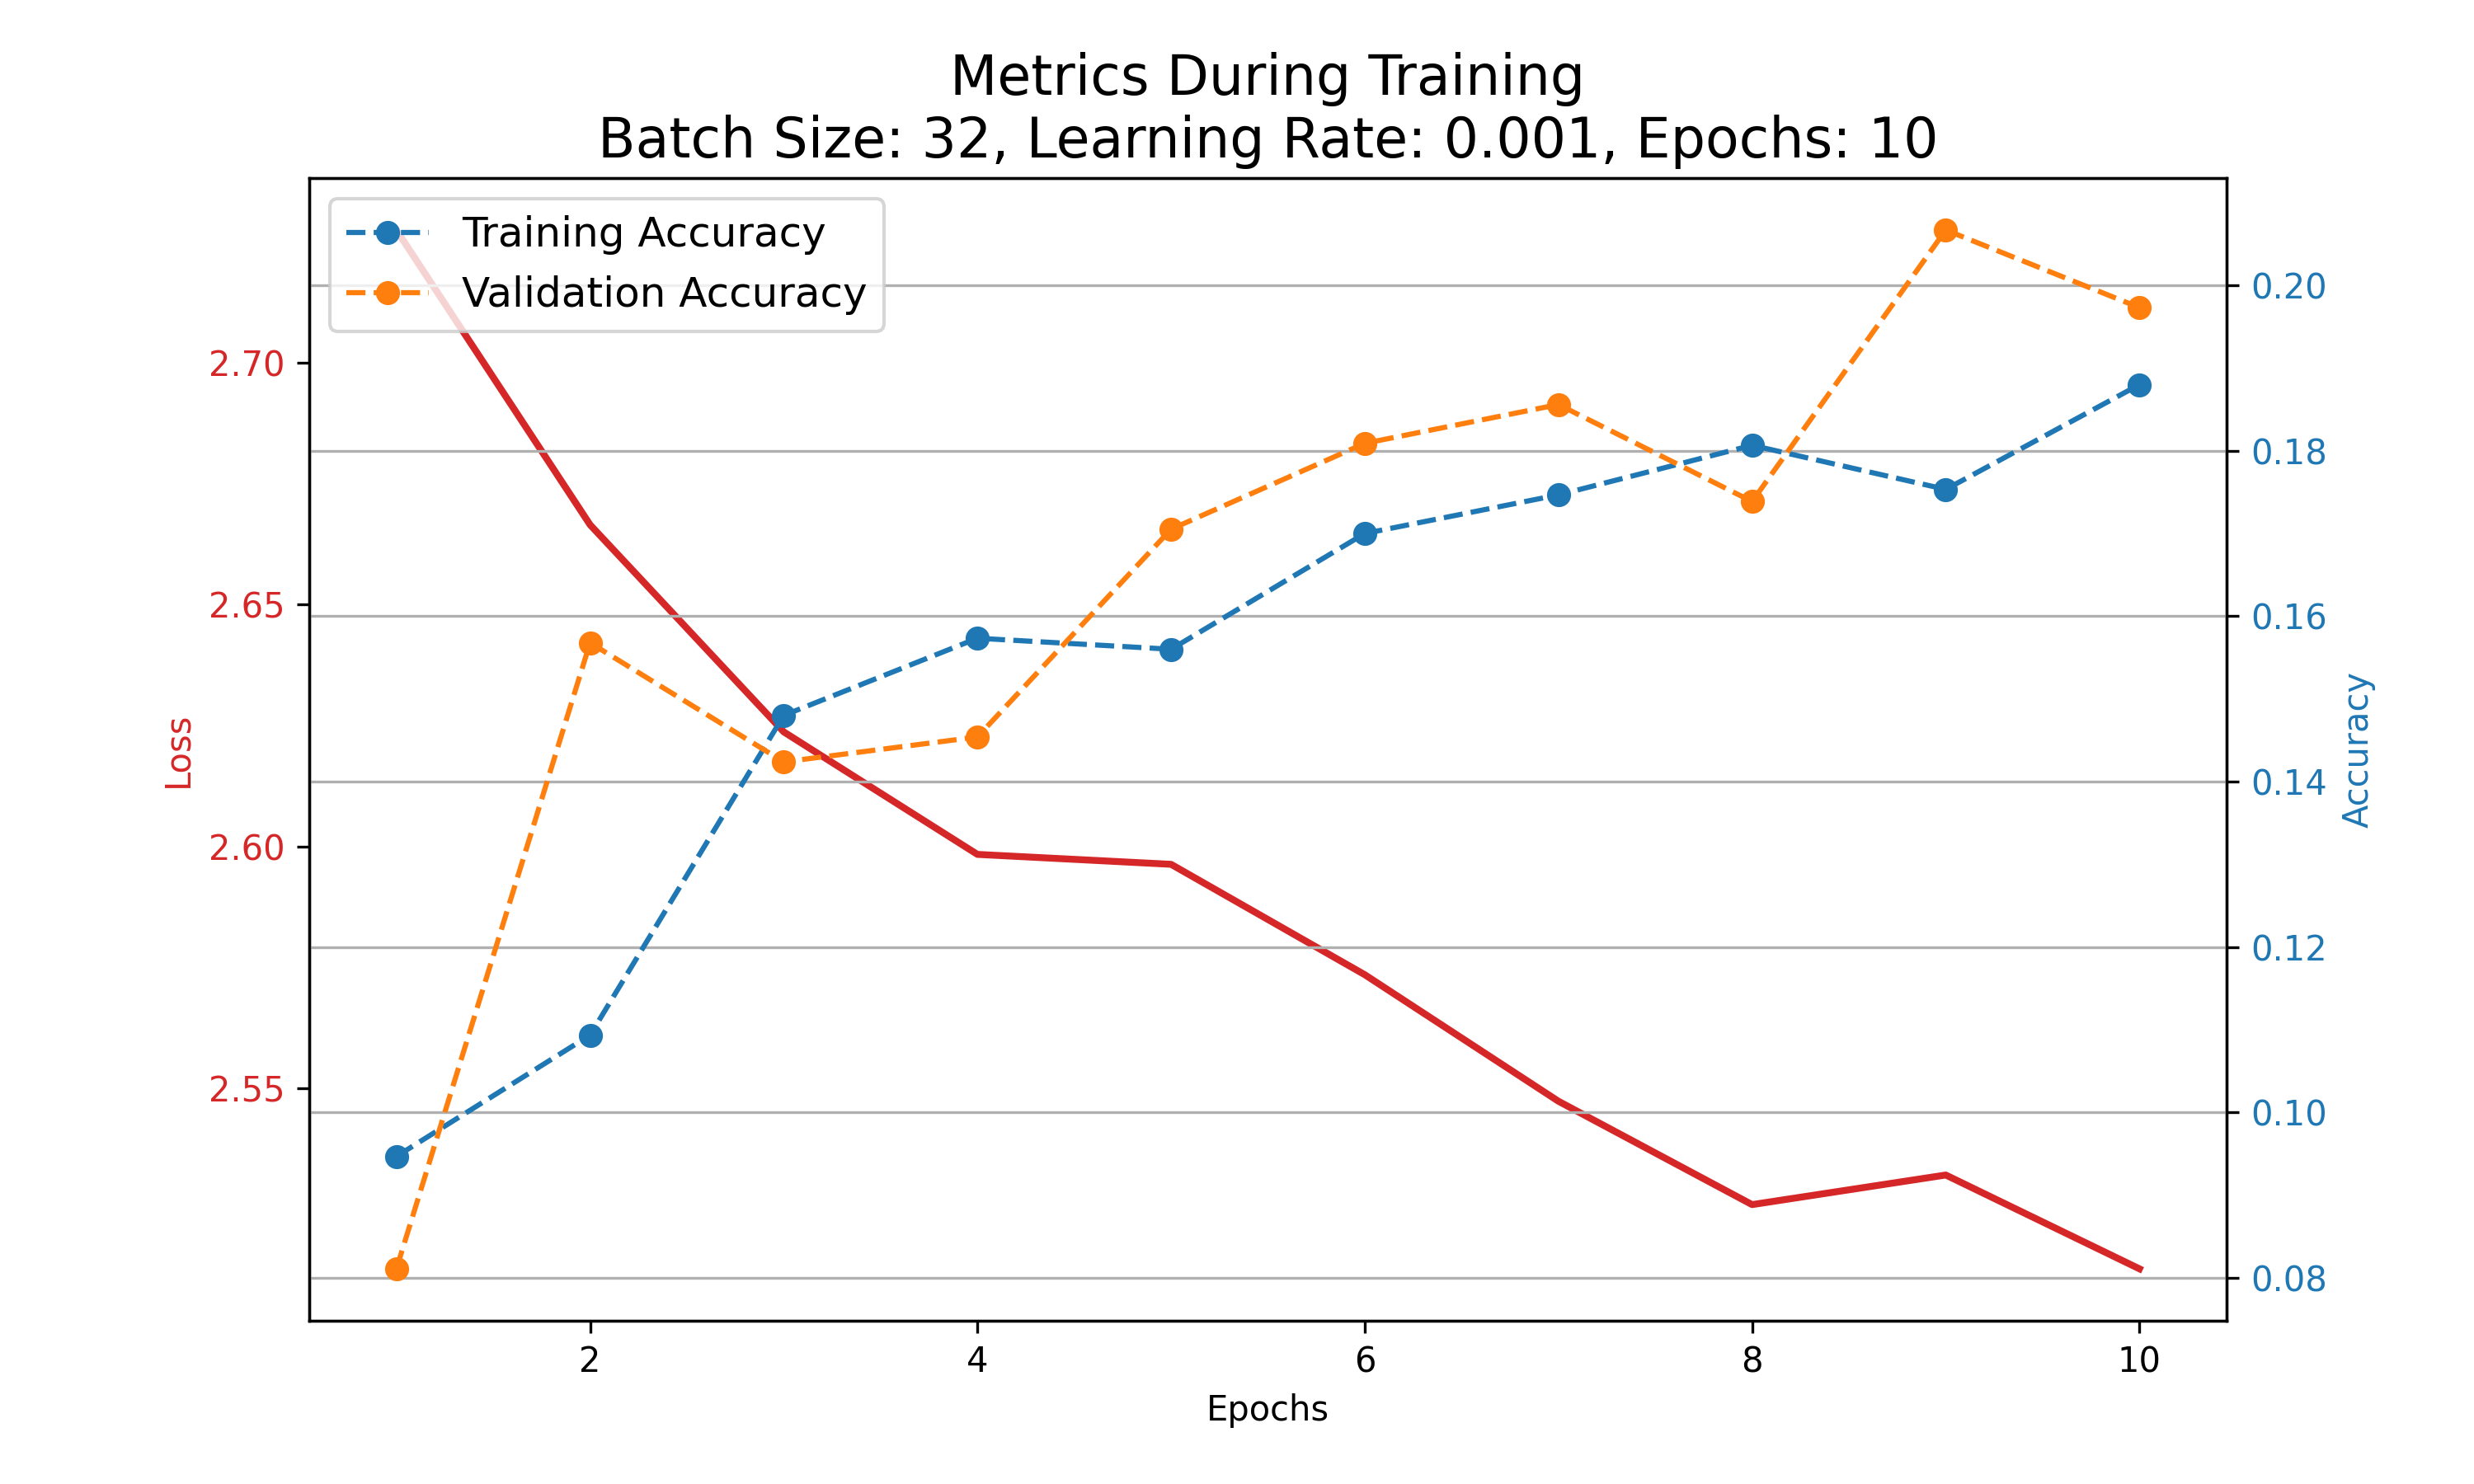 Metrics During Training
Batch Size: 32, Learning Rate: 0.001, Epochs: 10
Training Accuracy
Validation Accuracy
Loss
2.70
2.65
2.60
2.55
0.20
0.18
0.16
0.14
0.12
0.10
0.08
Accuracy
2 4 6 8 10
Epochs